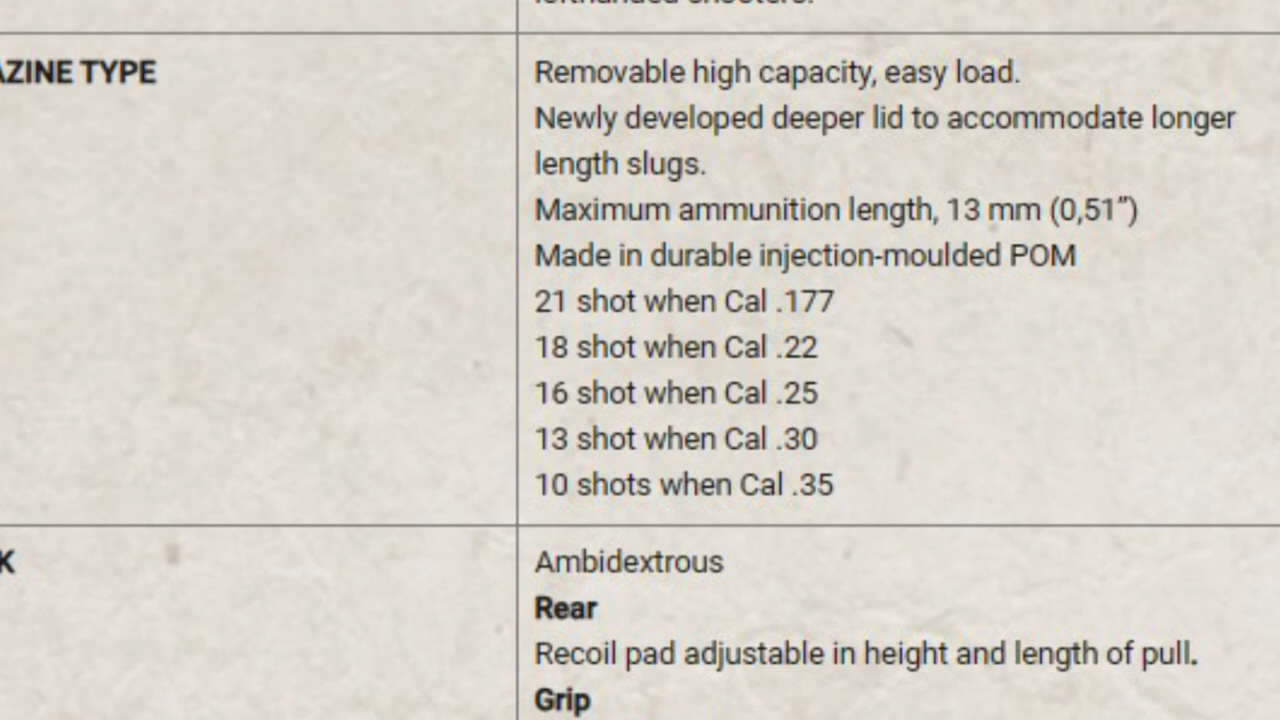 AZINE TYPE
Removable high capacity, easy load.
Newly developed deeper lid to accommodate longer
length slugs.
Maximum ammunition length, 13 mm (0,51”)
Made in durable injection-moulded POM
21 shot when Cal .177
18 shot when Cal .22
16 shot when Cal .25
13 shot when Cal .30
10 shots when Cal .35
K
Ambidextrous
Rear
Recoil pad adjustable in height and length of pull.
Grip